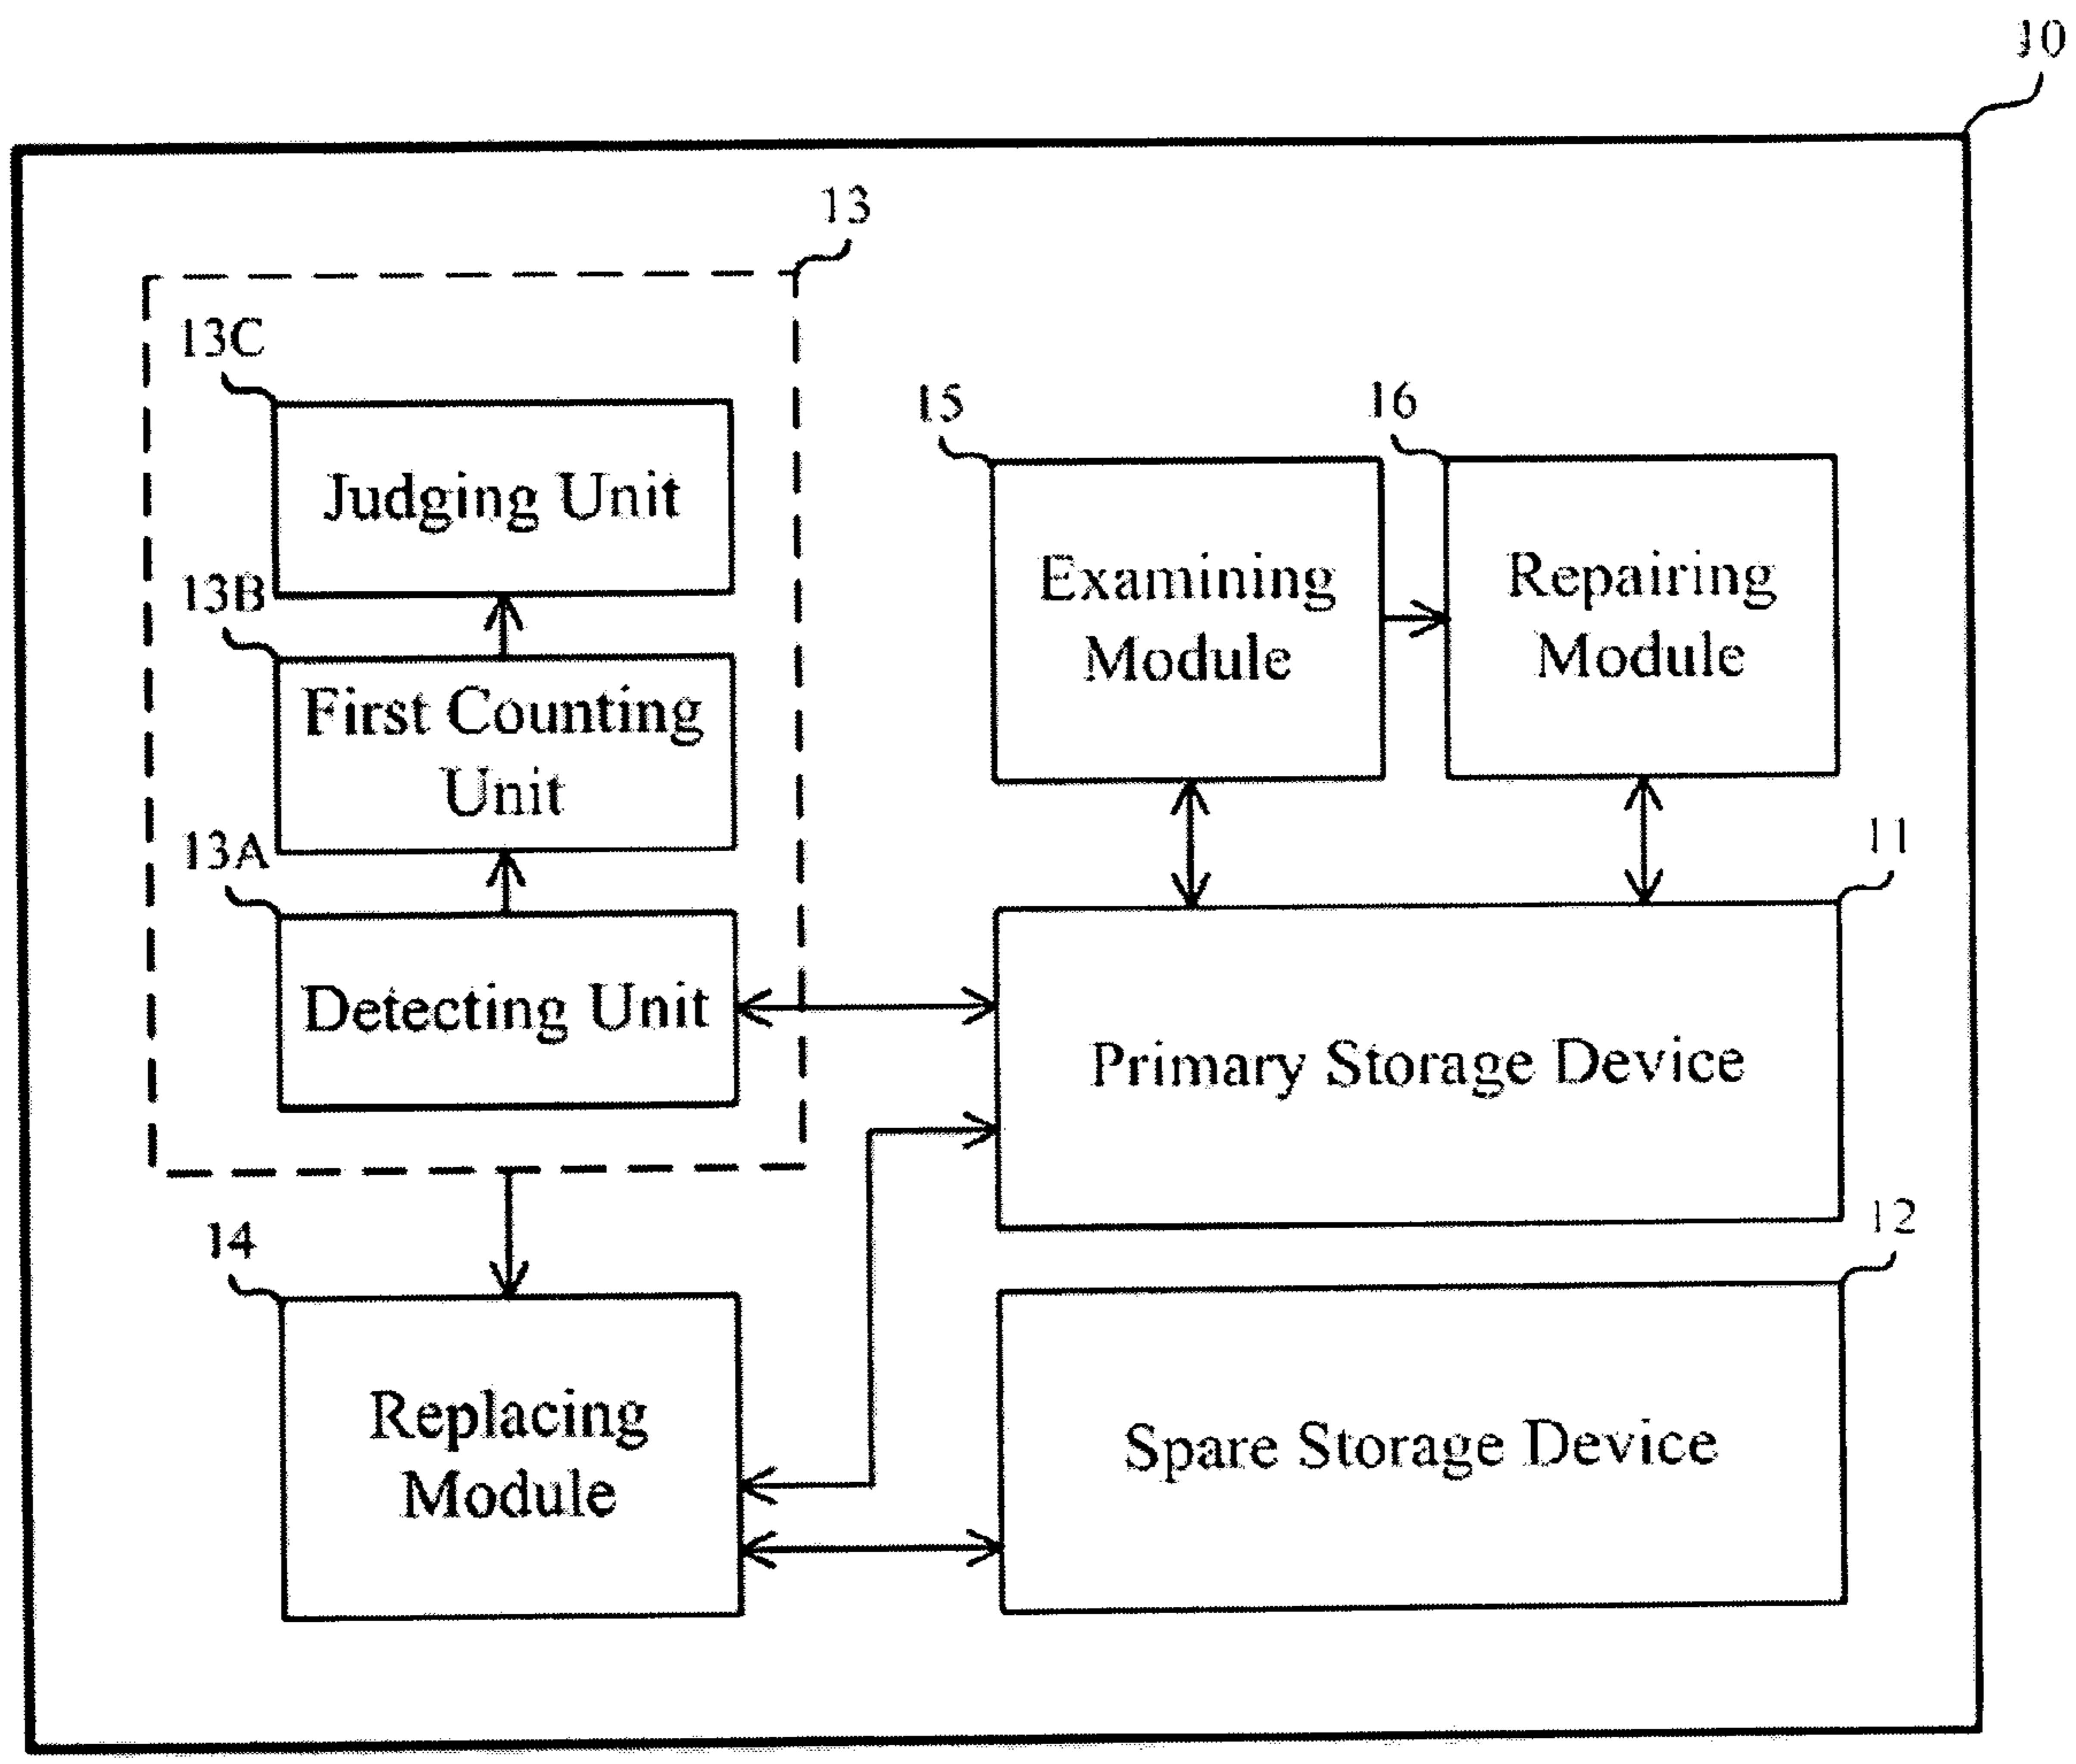 10
13
13C
Judging Unit
15
16
Examining
Module
Repairing
Module
13B
First Counting
Unit
13A
Detecting Unit
11
Primary Storage Device
14
Replacing
Module
12
Spare Storage Device